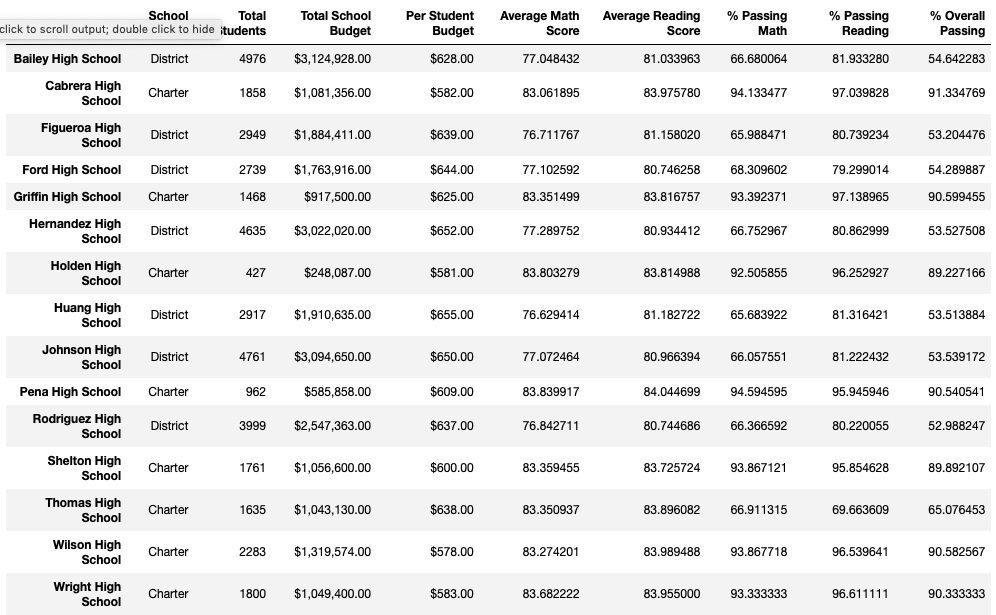 School Total Total School Per Student Average Math Average Reading % Passing % Passing % Overall
click to scroll output; double click to hide Students Budget Budget Score Score Math Reading Passing
Bailey High School District 4976 $3,124,928.00 $628.00 77.048432 81.033963 66.680064 81.933280 54.642283
Cabrera High
School Charter 1858 $1,081,356.00 $582.00 83.061895 83.975780 94.133477 97.039828 91.334769
Figueroa High
School District 2949 $1,884,411.00 $639.00 76.711767 81.158020 65.988471 80.739234 53.204476
Ford High School District 2739 $1,763,916.00 $644.00 77.102592 80.746258 68.309602 79.299014 54.289887
Griffin High School Charter 1468 $917,500.00 $625.00 83.351499 83.816757 93.392371 97.138965 90.599455
Hernandez High
School District 4635 $3,022,020.00 $652.00 77.289752 80.934412 66.752967 80.862999 53.527508
Holden High
School Charter 427 $248,087.00 $581.00 83.803279 83.814988 92.505855 96.252927 89.227166
Huang High
School District 2917 $1,910,635.00 $655.00 76.629414 81.182722 65.683922 81.316421 53.513884
Johnson High
School District 4761 $3,094,650.00 $650.00 77.072464 80.966394 66.057551 81.222432 53.539172
Pena High School Charter 962 $585,858.00 $609.00 83.839917 84.044699 94.594595 95.945946 90.540541
Rodriguez High
School District 3999 $2,547,363.00 $637.00 76.842711 80.744686 66.366592 80.220055 52.988247
Shelton High
School Charter 1761 $1,056,600.00 $600.00 83.359455 83.725724 93.867121 95.854628 89.892107
Thomas High
School Charter 1635 $1,043,130.00 $638.00 83.350937 83.896082 66.911315 69.663609 65.076453
Wilson High
School Charter 2283 $1,319,574.00 $578.00 83.274201 83.989488 93.867718 96.539641 90.582567
Wright High
School Charter 1800 $1,049,400.00 $583.00 83.682222 83.955000 93.333333 96.611111 90.333333